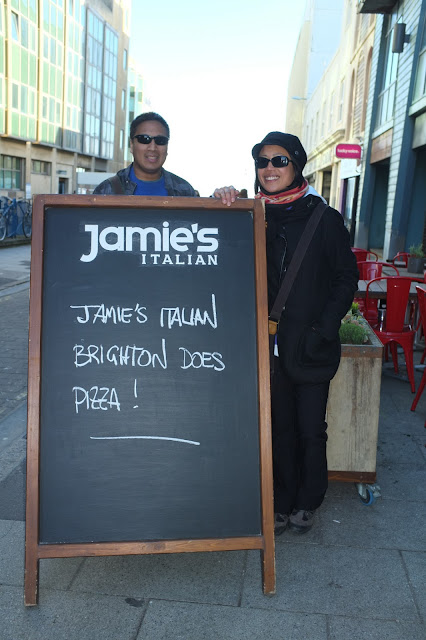 Jamie's
ITALIAN
JAMIE'S ITALIAN
BRIGHTON DOES
PIZZA !